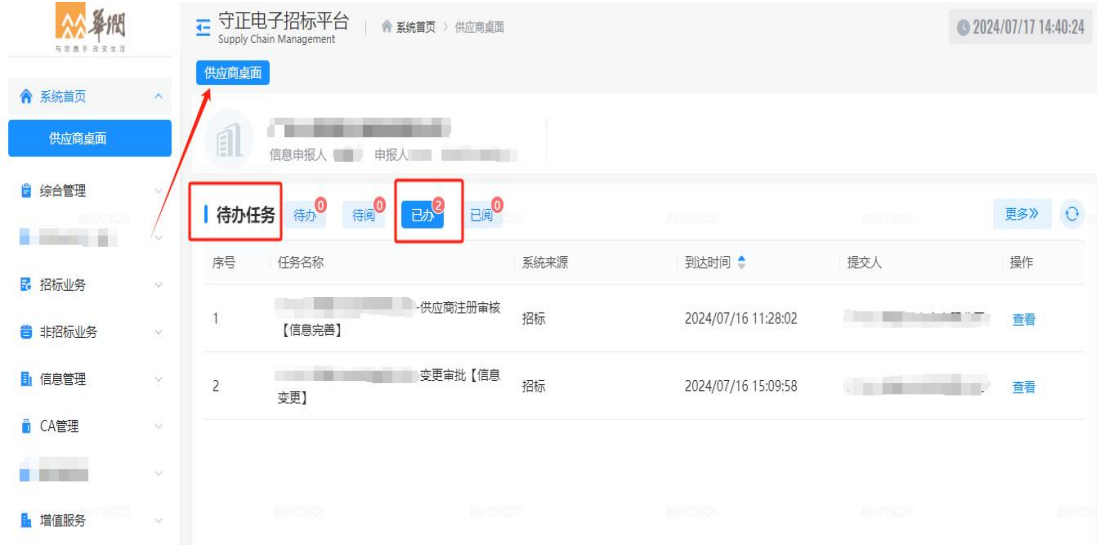 華潤
与您携手 改变生活
守正电子招标平台
Supply Chain Management
系统首页 > 供应商桌面
2024/07/17 14:40:24
供应商桌面
系统首页
供应商桌面
综合管理
招标业务
非招标业务
信息管理
CA管理
增值服务
信息申报人 申报人
待办任务 待办 0 待阅 0 已办 2 已阅 0 更多》
序号 任务名称 系统来源 到达时间 提交人 操作
1 -供应商注册审核 招标 2024/07/16 11:28:02 查看
【信息完善】
2 变更审批【信息 招标 2024/07/16 15:09:58 查看
变更】